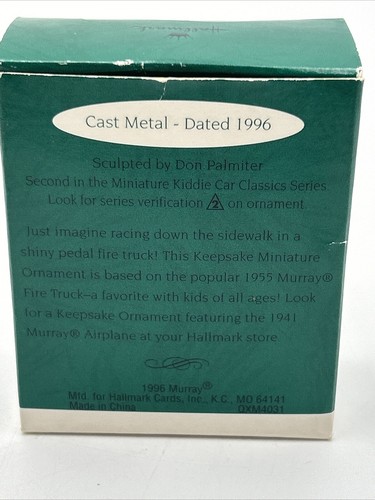 Hallmark
Cast Metal - Dated 1996
Sculpted by Don Palmiter
Second in the Miniature Kiddie Car Classics Series.
Look for series verification 2 on ornament
Just imagine racing down the sidewalk in a
shiny pedal fire truck! This Keepsake Miniature
Ornament is based on the popular 1955 Murray®
Fire Truck—a favorite with kids of all ages! Look
for a Keepsake Ornament featuring the 1941
Murray® Airplane at your Hallmark store
1996 Murray®
Mfd. for Hallmark Cards, Inc., K.C., MO 64141
Made in China QXM4031